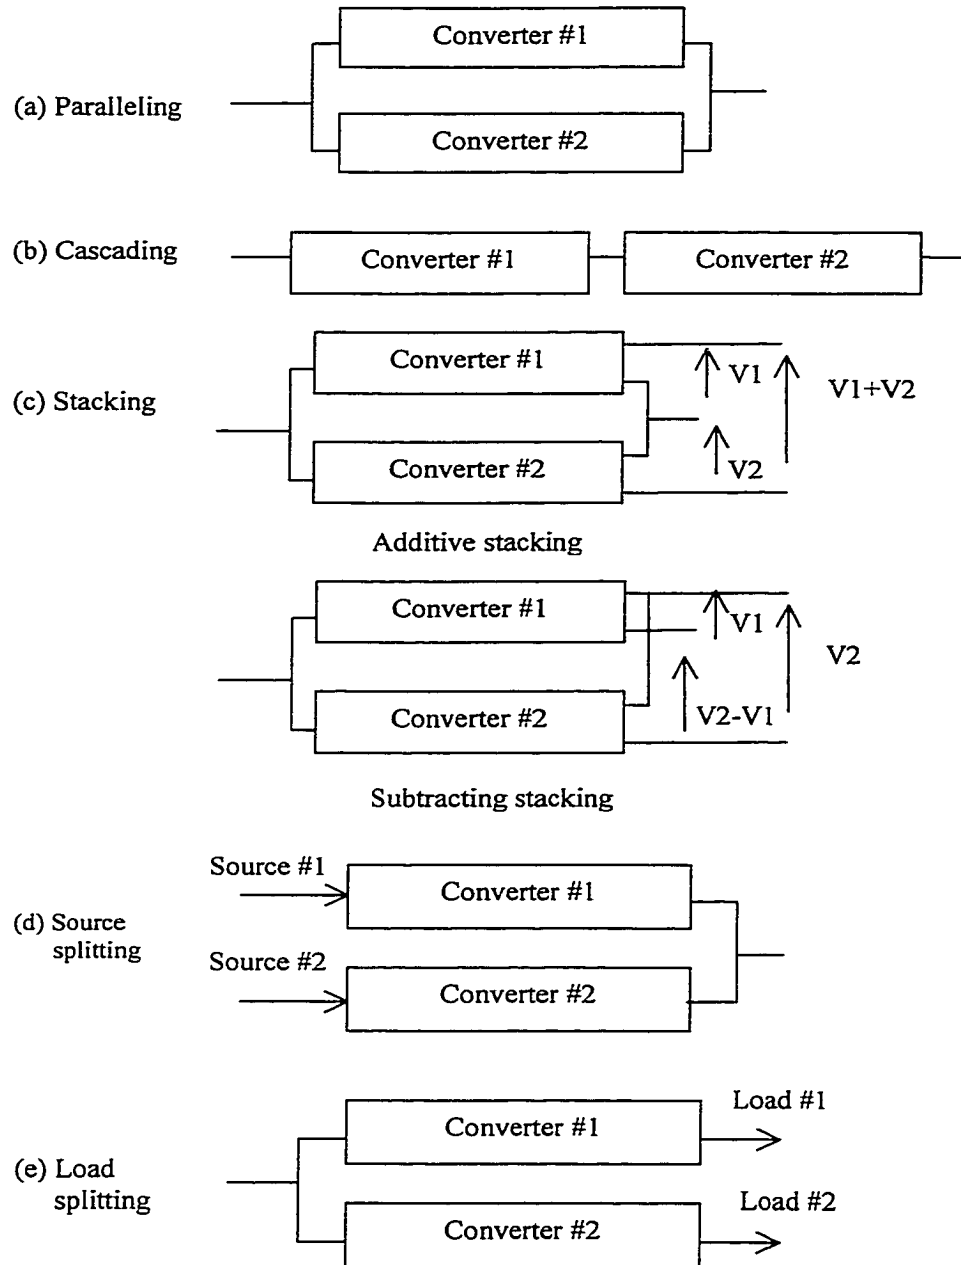 Converter #1
(a) Paralleling
Converter #2
(b) Cascading
Converter #1
Converter #2
Converter #1
V1
V1+V2
(c) Stacking
Converter #2
V2
Additive stacking
Converter #1
V1
V2
Converter #2
V2-V1
Subtracting stacking
Source #1
Converter #1
(d) Source
splitting
Source #2
Converter #2
Load #1
Converter #1
(e) Load
splitting
Load #2
Converter #2